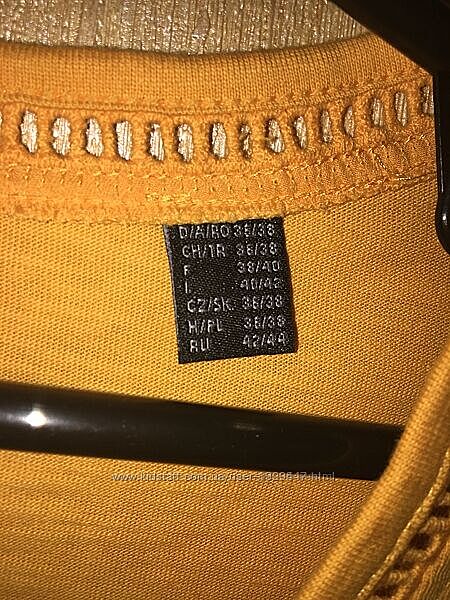 D/A/RO 36/38
CH/TR 36/38
F 38/40
I 40/42
CZ/SK 36/38
H/PL 36/38
RU 42/44